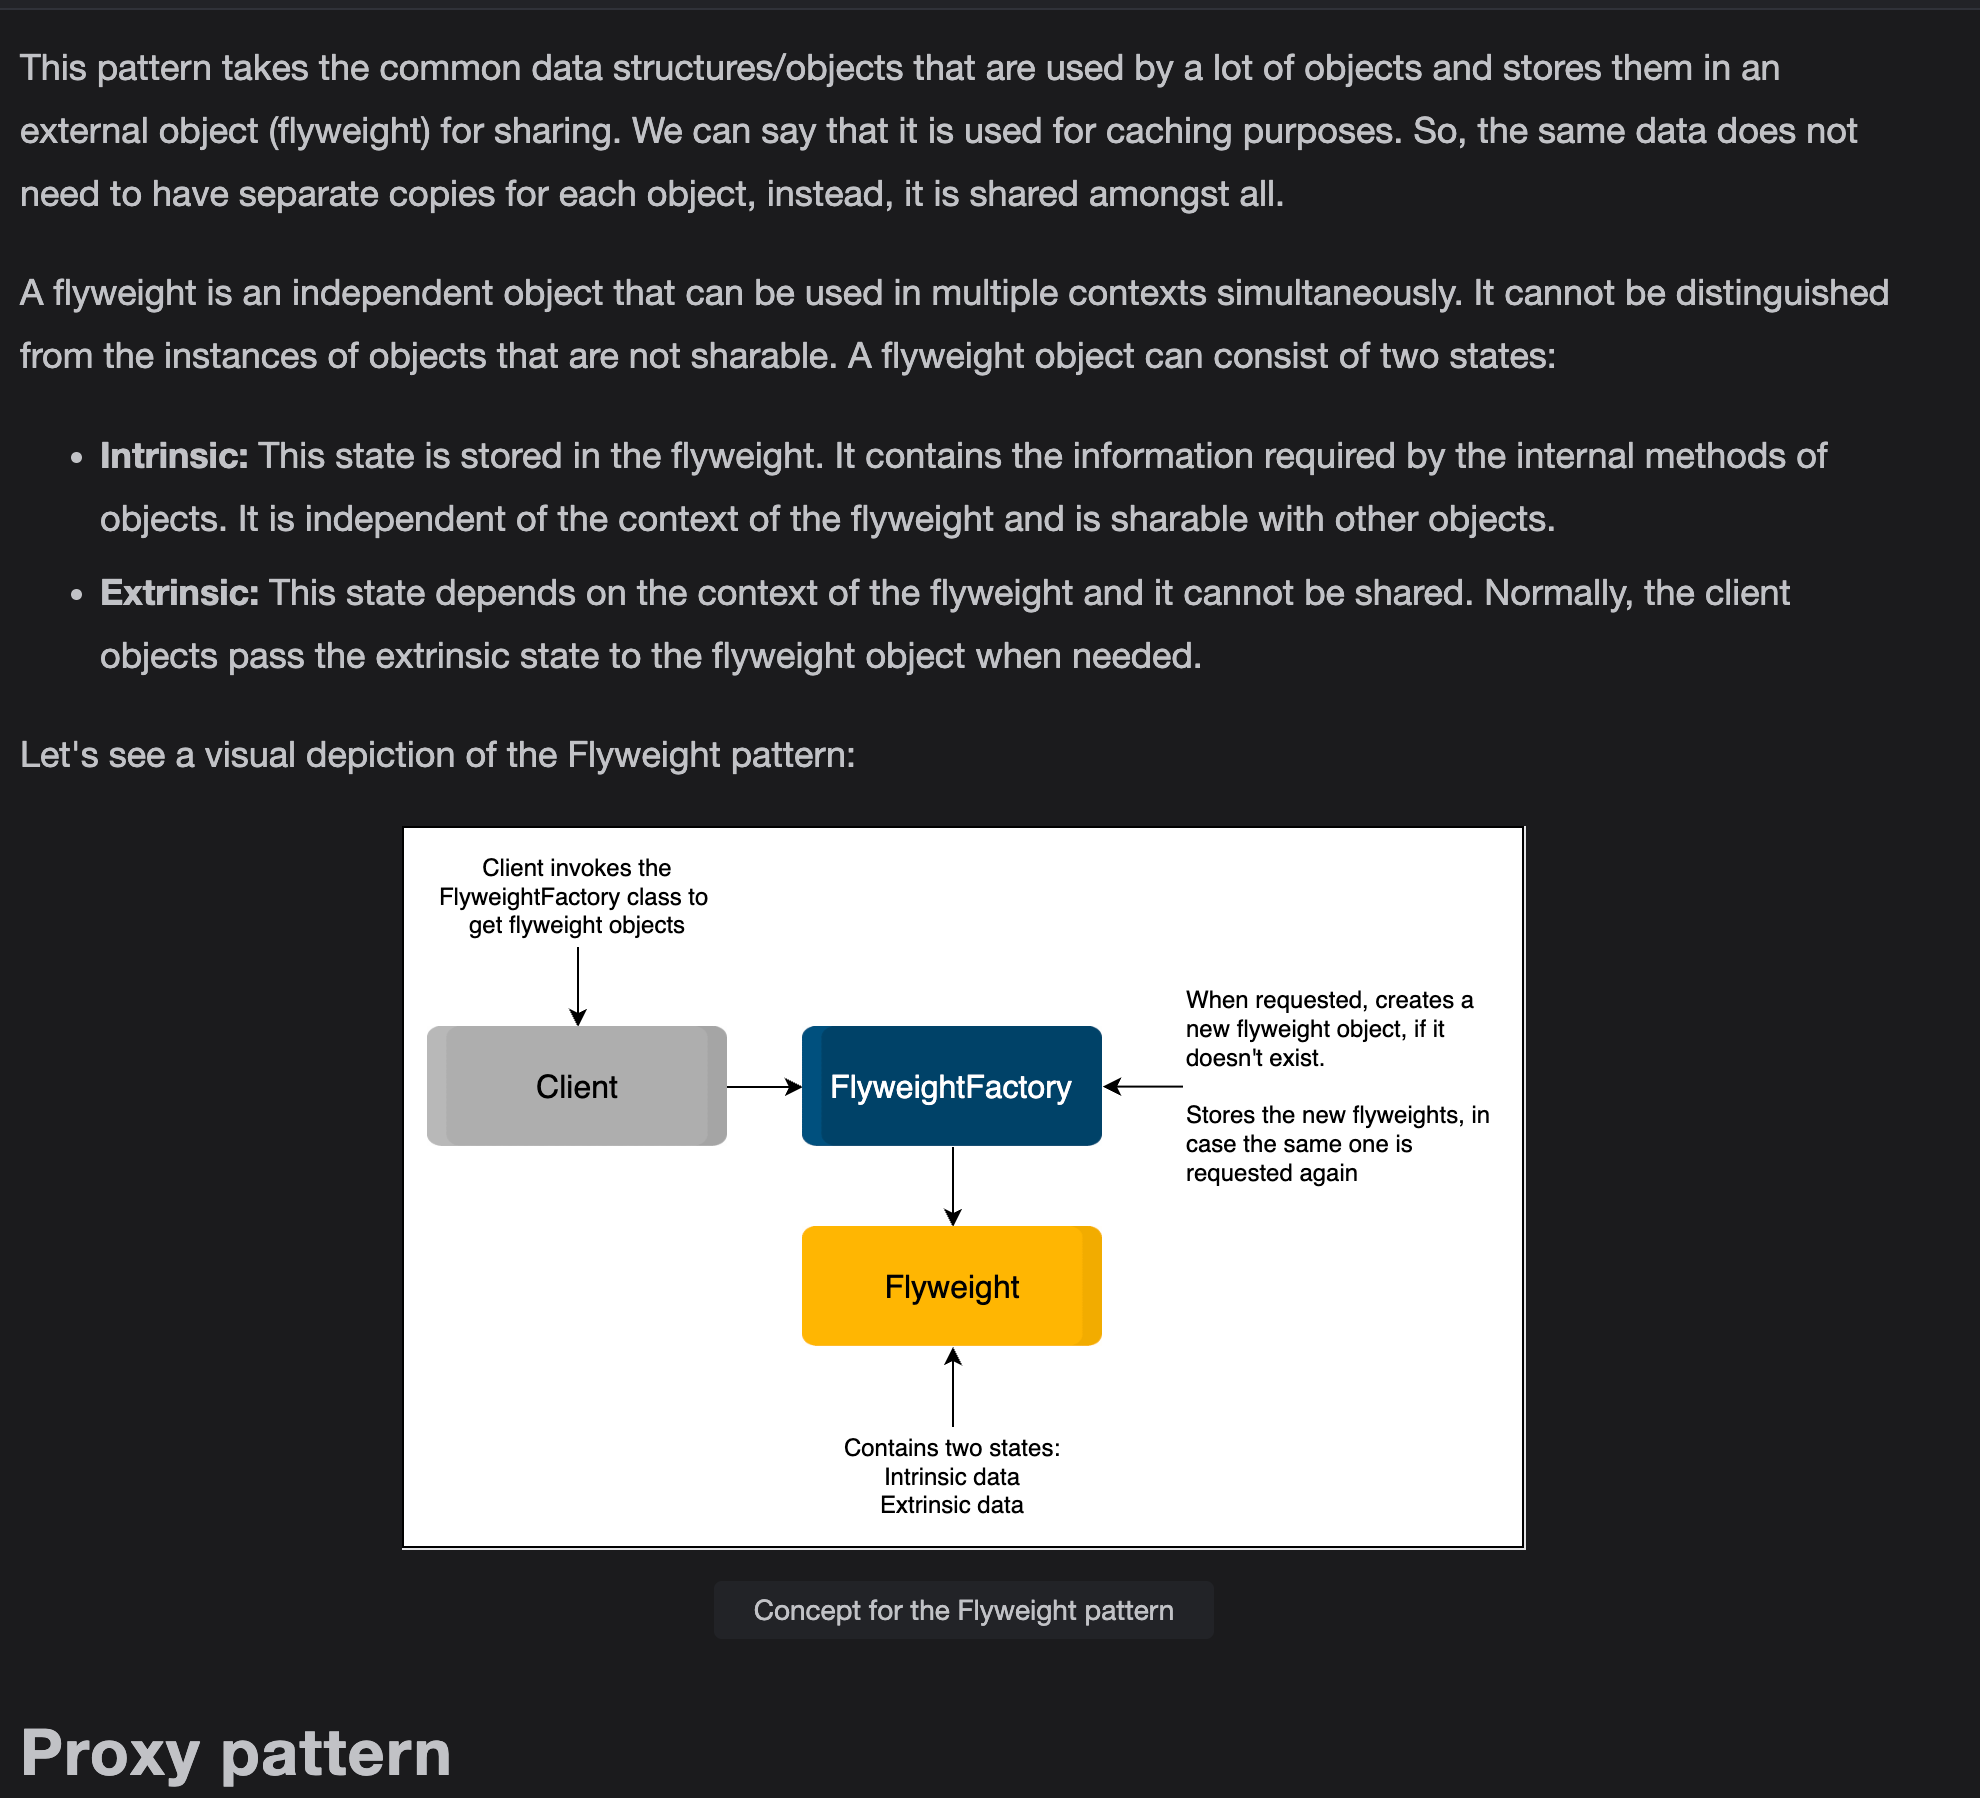 This pattern takes the common data structures/objects that are used by a lot of objects and stores them in an
external object (flyweight) for sharing. We can say that it is used for caching purposes. So, the same data does not
need to have separate copies for each object, instead, it is shared amongst all.
A flyweight is an independent object that can be used in multiple contexts simultaneously. It cannot be distinguished
from the instances of objects that are not sharable. A flyweight object can consist of two states:
• Intrinsic: This state is stored in the flyweight. It contains the information required by the internal methods of
objects. It is independent of the context of the flyweight and is sharable with other objects.
• Extrinsic: This state depends on the context of the flyweight and it cannot be shared. Normally, the client
objects pass the extrinsic state to the flyweight object when needed.
Let's see a visual depiction of the Flyweight pattern:
Client invokes the
FlyweightFactory class to
get flyweight objects
Client
FlyweightFactory
When requested, creates a
new flyweight object, if it
doesn't exist.
Stores the new flyweights, in
case the same one is
requested again
Flyweight
Contains two states:
Intrinsic data
Extrinsic data
Concept for the Flyweight pattern
Proxy pattern